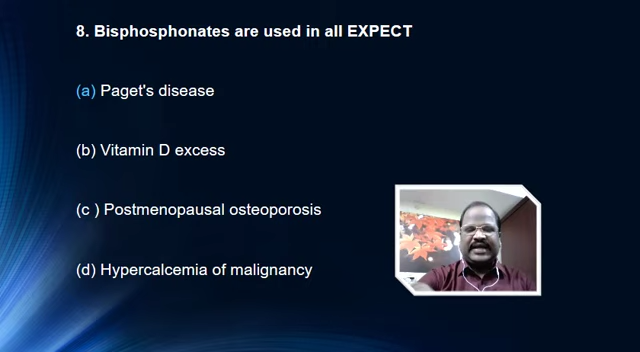 8. Bisphosphonates are used in all EXPECT
(a) Paget's disease
(b) Vitamin D excess
(c ) Postmenopausal osteoporosis
(d) Hypercalcemia of malignancy